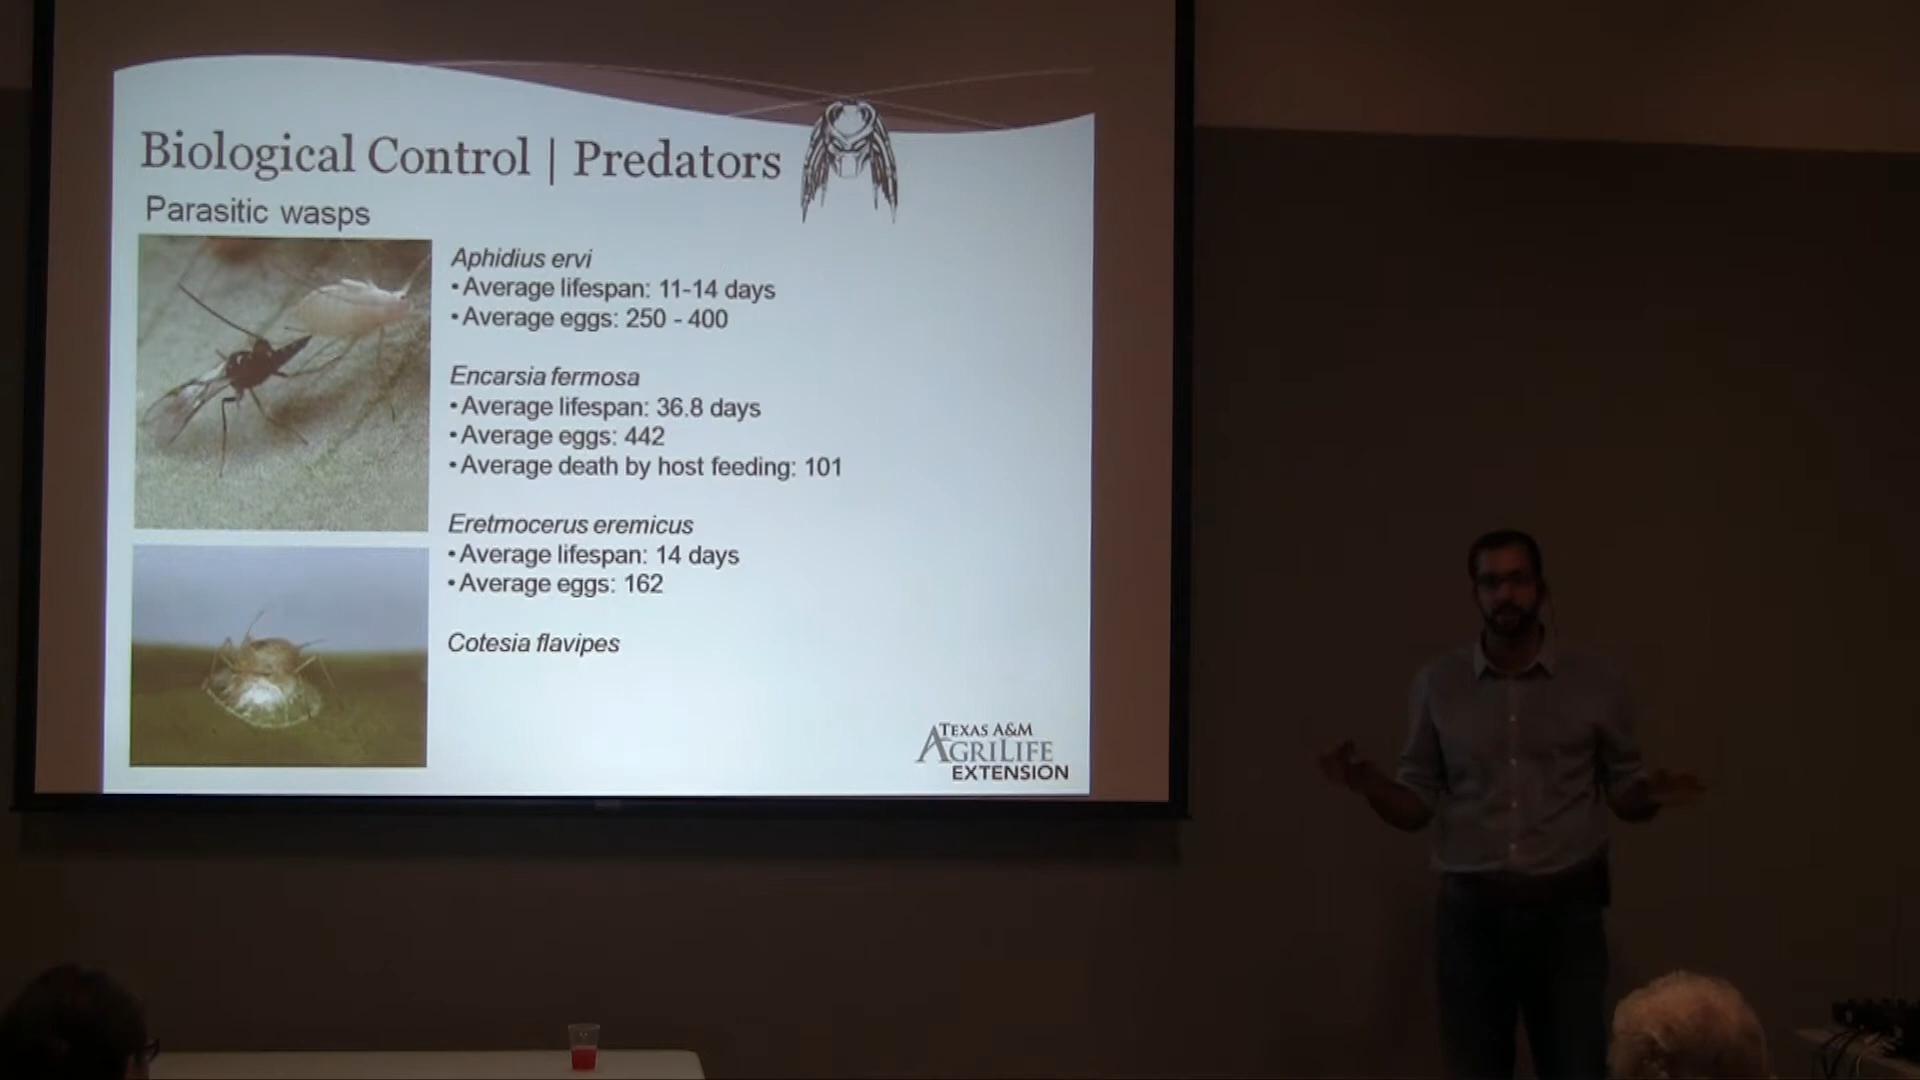 Biological Control | Predators
Parasitic wasps
Aphidius ervi
• Average lifespan: 11-14 days
• Average eggs: 250 - 400
Encarsia fermosa
• Average lifespan: 36.8 days
• Average eggs: 442
• Average death by host feeding: 101
Eretmocerus eremicus
• Average lifespan: 14 days
• Average eggs: 162
Cotesia flavipes
TEXAS A&M
AGRILIFE
EXTENSION